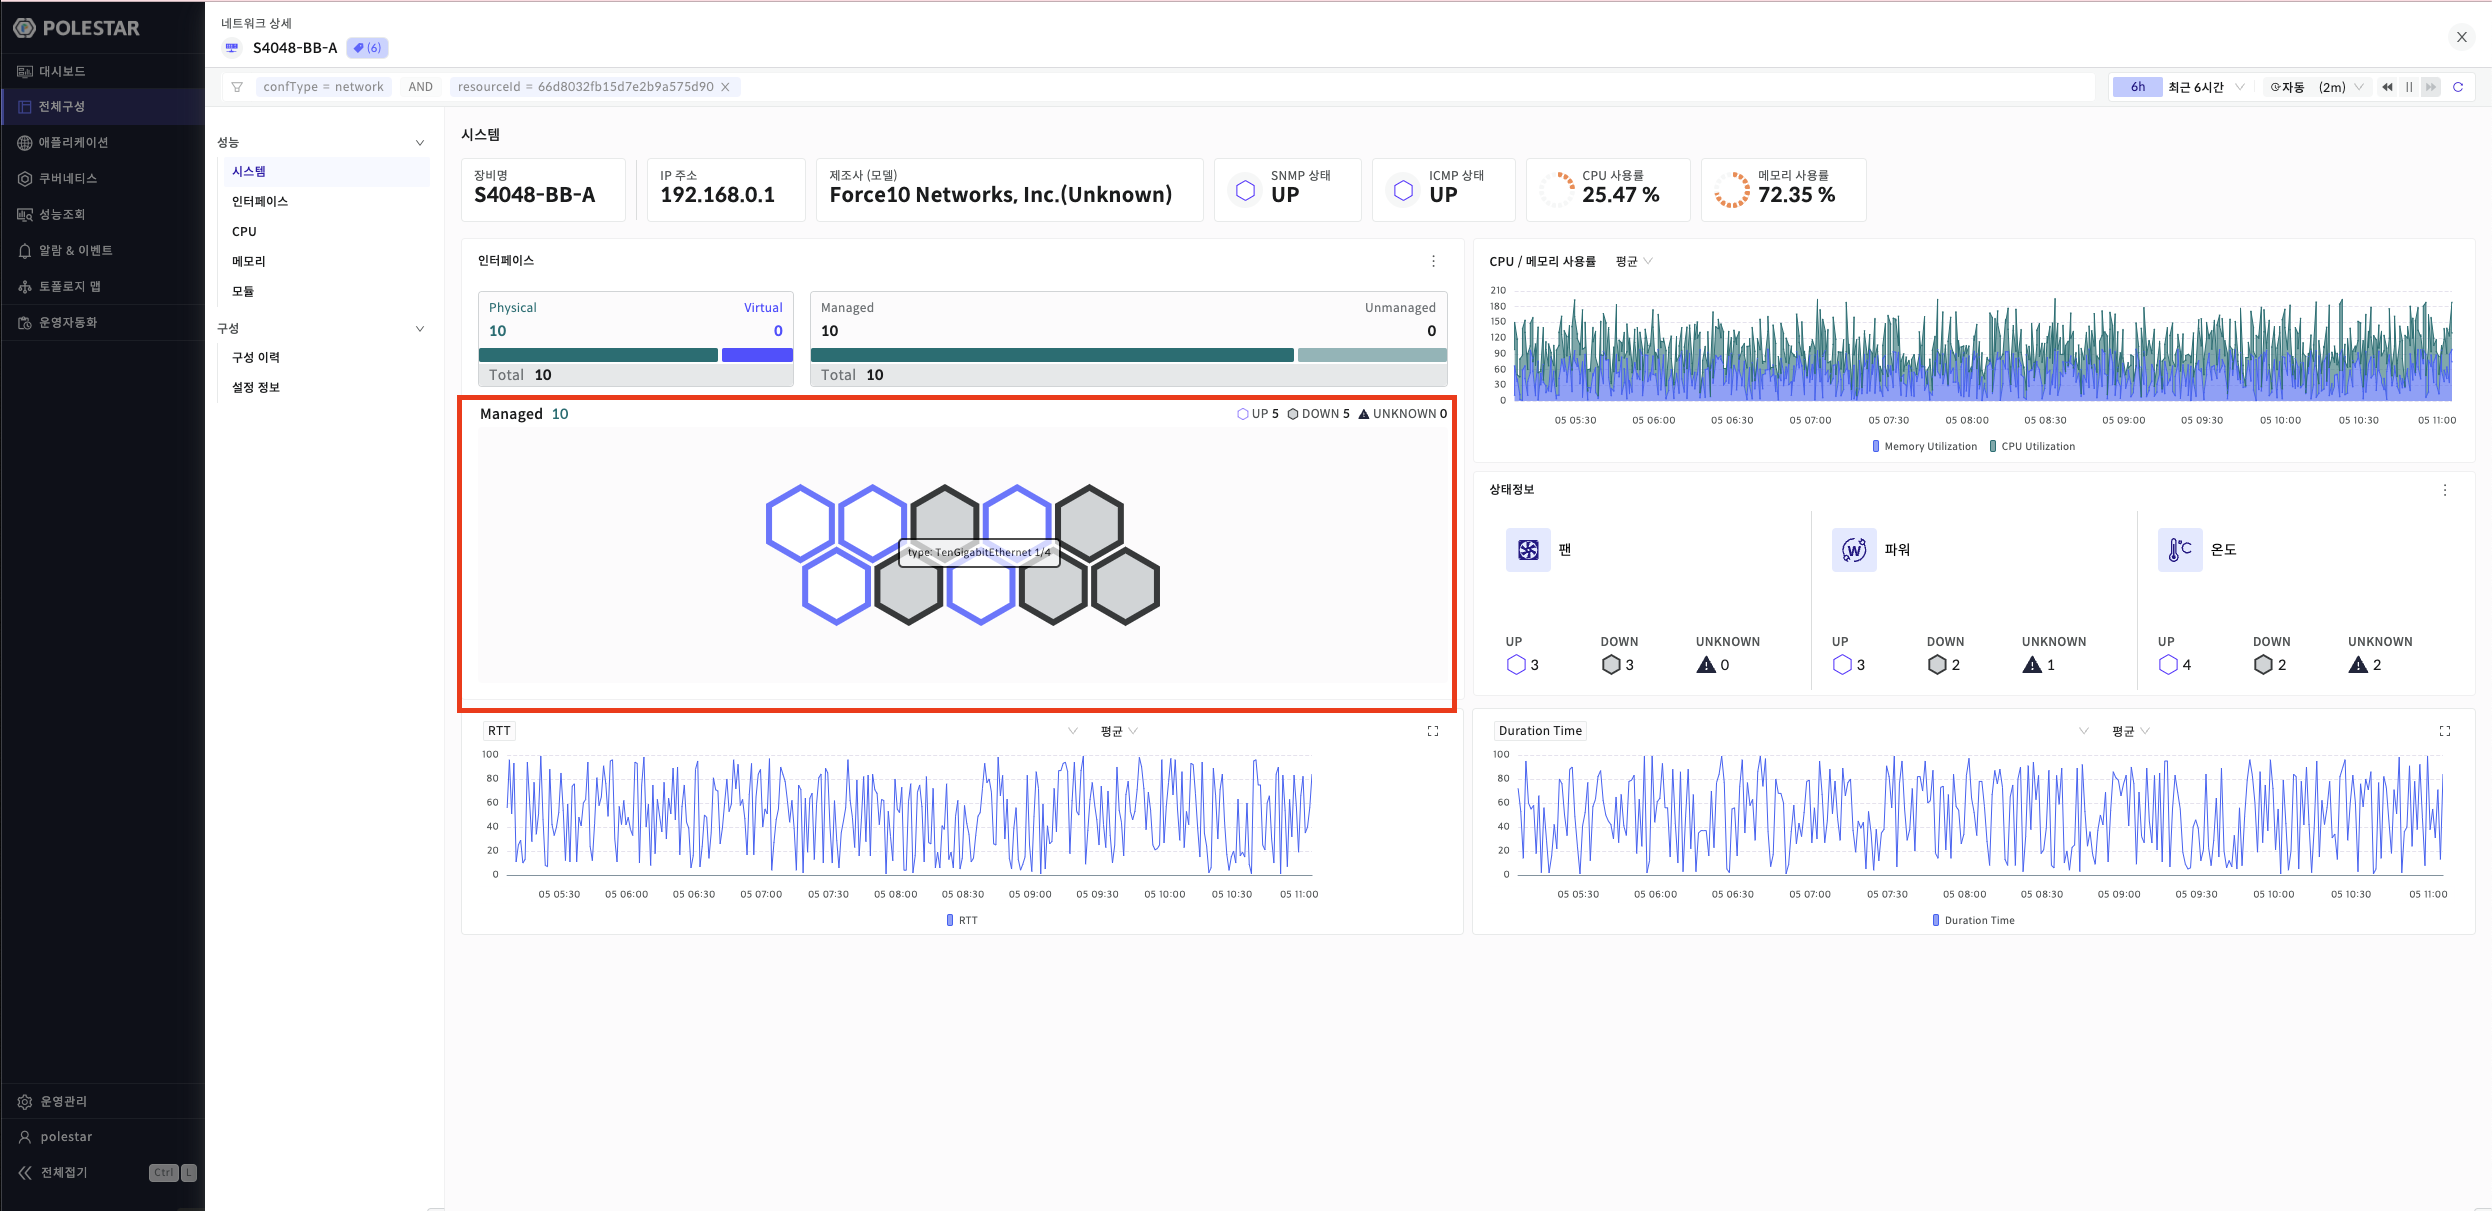 POLESTAR
대시보드
전체구성
애플리케이션
쿠버네티스
성능조회
알람 & 이벤트
토폴로지 맵
운영자동화
운영관리
polestar
전체접기 Ctrl L
네트워크 상세
S4048-BB-A (6)
confType = network AND resourceId = 66d8032fb15d7e2b9a575d90
6h 최근 6시간 자동 (2m)
성능
시스템
인터페이스
CPU
메모리
모듈
구성
구성 이력
설정 정보
시스템
장비명
S4048-BB-A
IP 주소
192.168.0.1
제조사 (모델)
Force10 Networks, Inc.(Unknown)
SNMP 상태
UP
ICMP 상태
UP
CPU 사용률
25.47 %
메모리 사용률
72.35 %
인터페이스
Physical Virtual
10 0
Total 10
Managed Unmanaged
10 0
Total 10
Managed 10
UP 5 DOWN 5 UNKNOWN 0
type: TenGigabitEthernet 1/4
CPU / 메모리 사용률 평균
210
180
150
120
90
60
30
0
05 05:30 05 06:00 05 06:30 05 07:00 05 07:30 05 08:00 05 08:30 05 09:00 05 09:30 05 10:00 05 10:30 05 11:00
Memory Utilization CPU Utilization
상태정보
팬
UP DOWN UNKNOWN
3 3 0
파워
UP DOWN UNKNOWN
3 2 1
온도
UP DOWN UNKNOWN
4 2 2
RTT 평균
100
80
60
40
20
0
05 05:30 05 06:00 05 06:30 05 07:00 05 07:30 05 08:00 05 08:30 05 09:00 05 09:30 05 10:00 05 10:30 05 11:00
RTT
Duration Time 평균
100
80
60
40
20
0
05 05:30 05 06:00 05 06:30 05 07:00 05 07:30 05 08:00 05 08:30 05 09:00 05 09:30 05 10:00 05 10:30 05 11:00
Duration Time